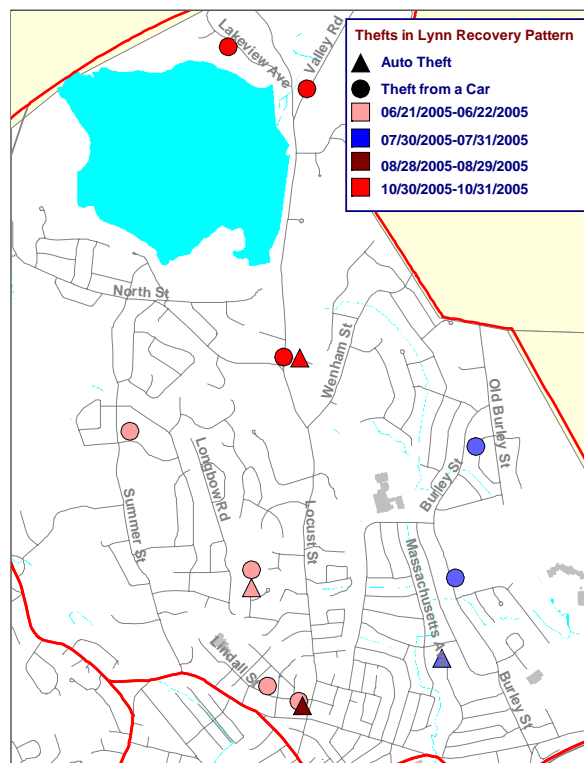 Lakeview Ave
Valley Rd
Thefts in Lynn Recovery Pattern
Auto Theft
Theft from a Car
06/21/2005-06/22/2005
07/30/2005-07/31/2005
08/28/2005-08/29/2005
10/30/2005-10/31/2005
North St
Wenham St
Old Burley St
Longbow Rd
Burley St
Summer St
Locust St
Massachusetts A
Lindall S
Burley St